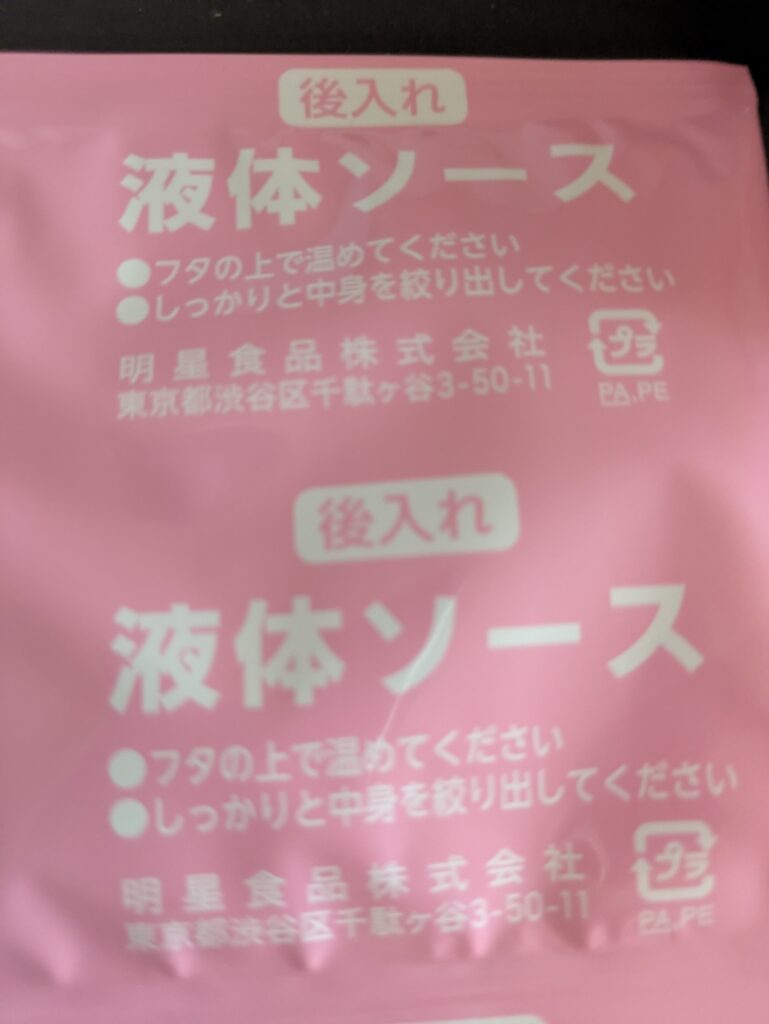 後入れ
液体ソース
●フタの上で温めてください
●しっかりと中身を絞り出してください
明星食品株式会社
東京都渋谷区千駄ヶ谷3-50-11
プラ
PA,PE
後入れ
液体ソース
●フタの上で温めてください
●しっかりと中身を絞り出してください
明星食品株式会社
東京都渋谷区千駄ヶ谷3-50-11
プラ
PA,PE